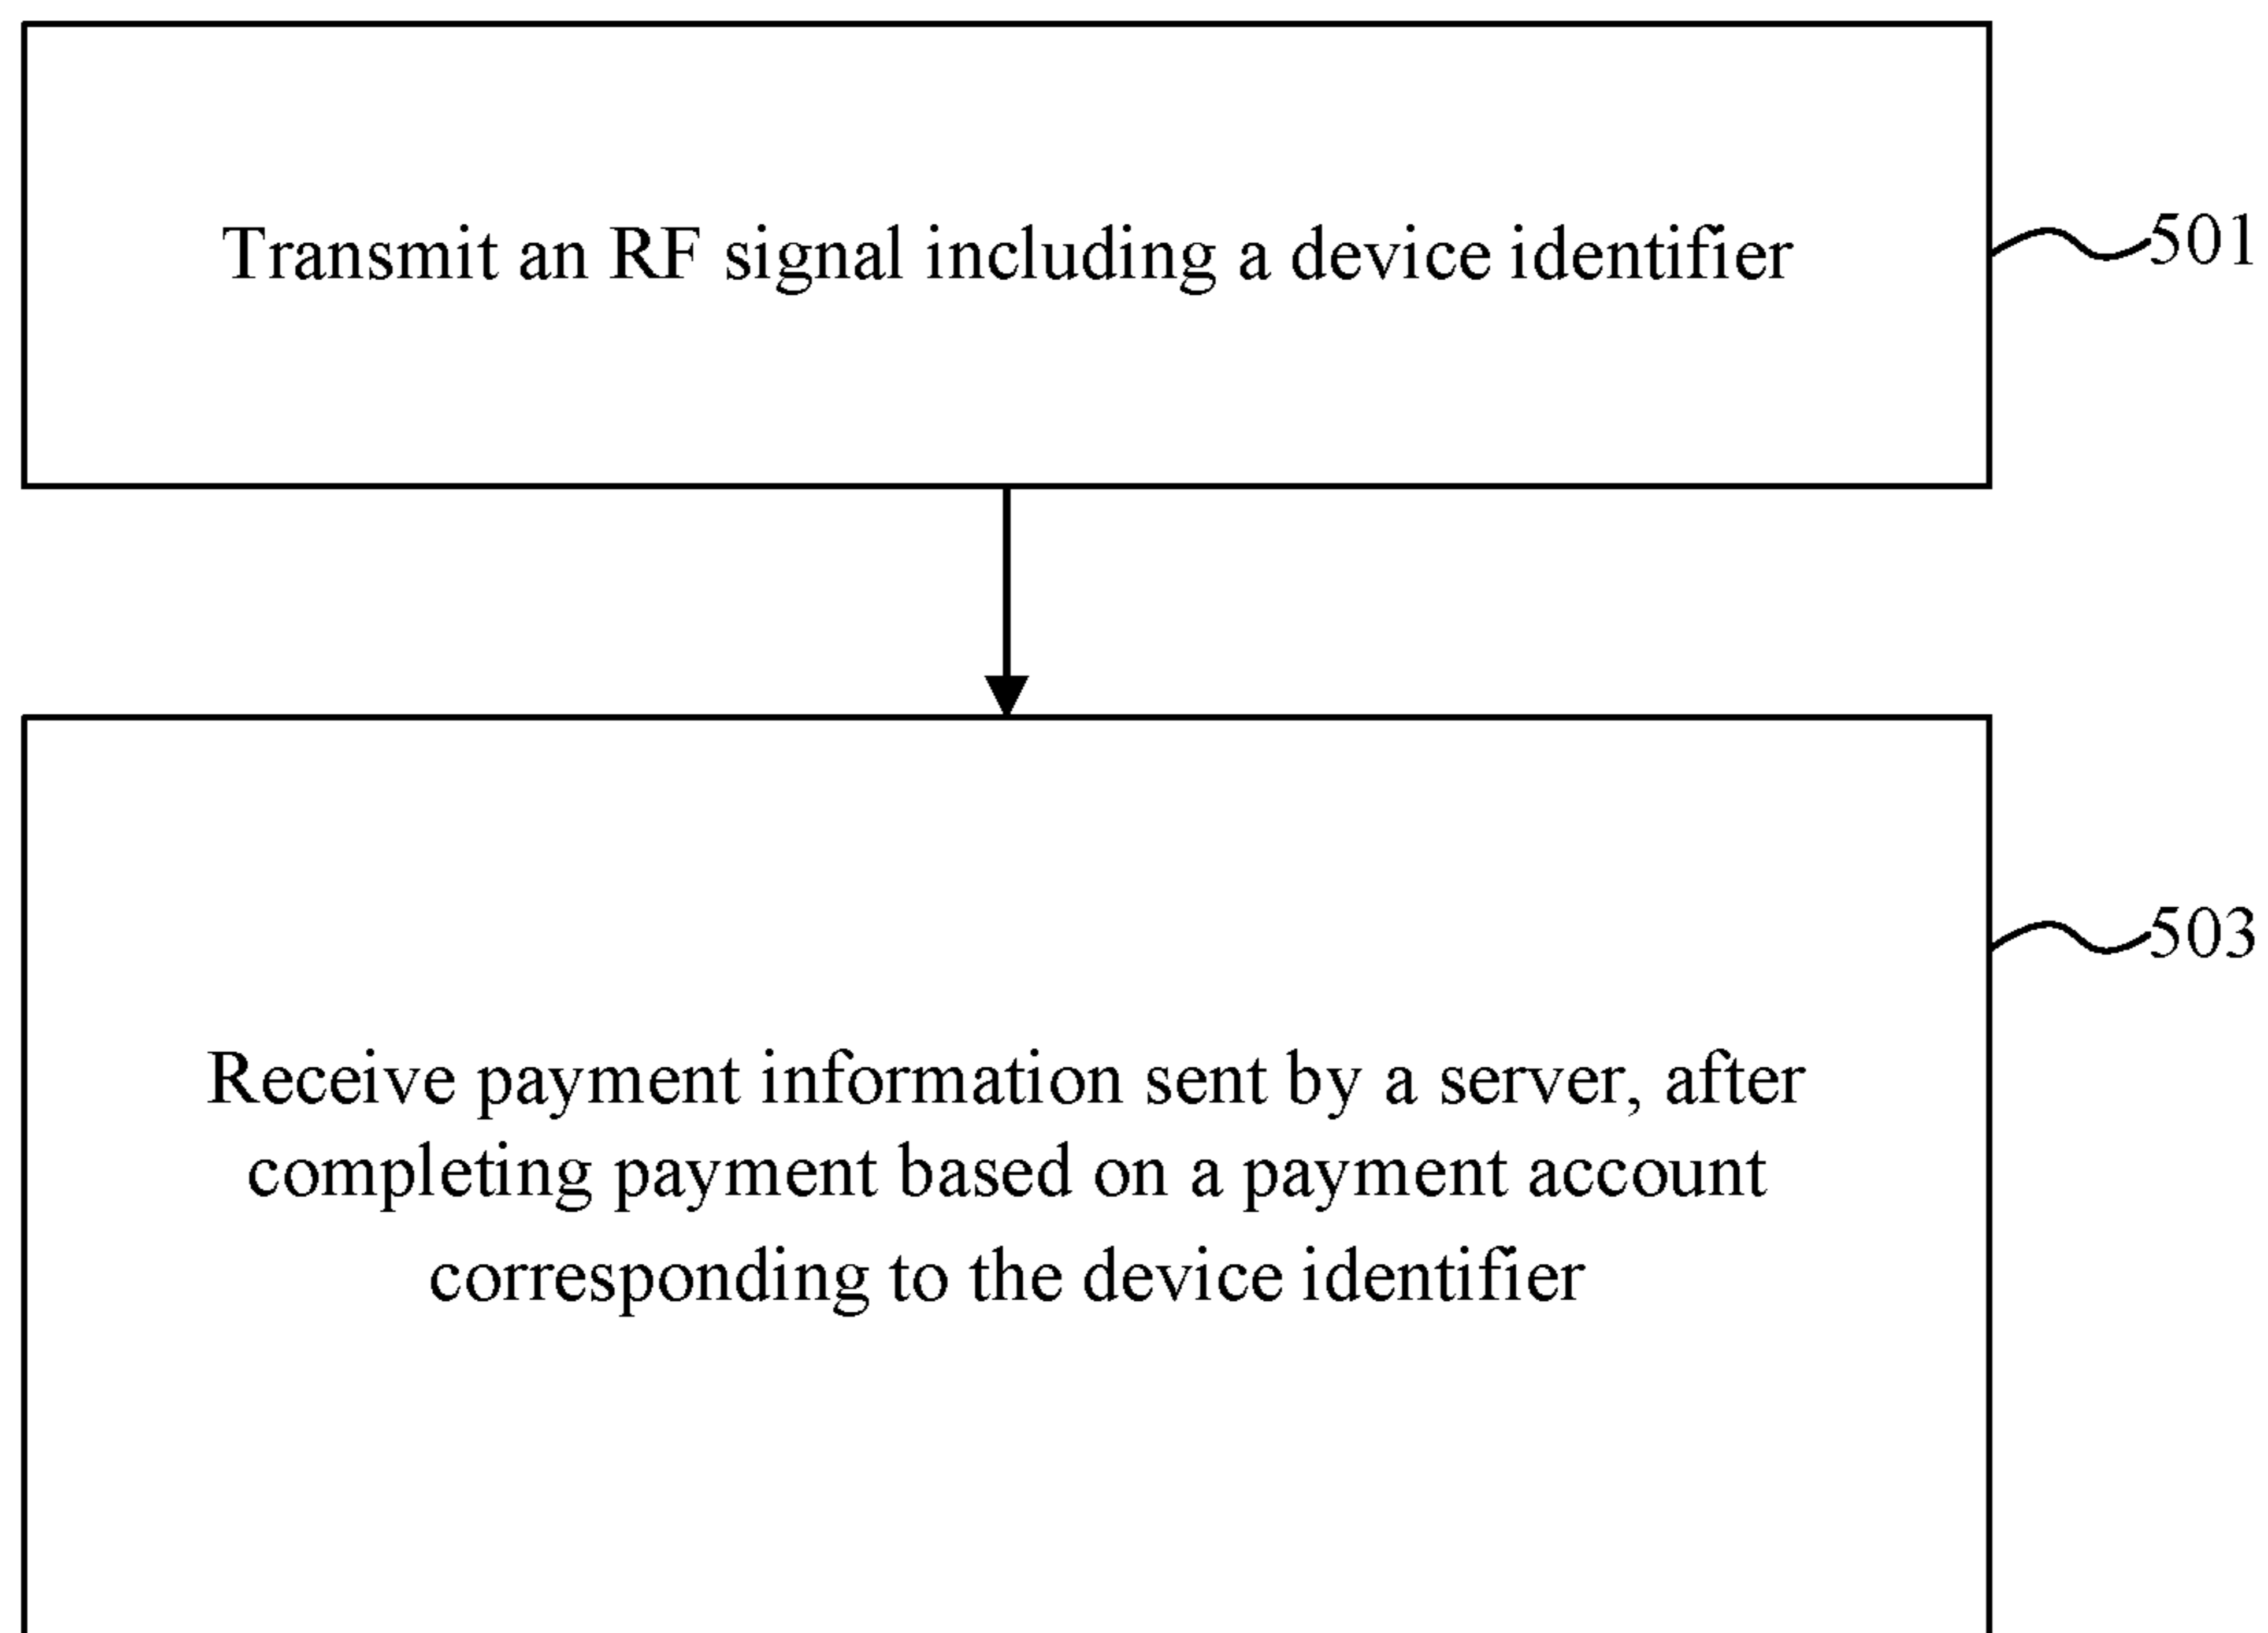 Transmit an RF signal including a device identifier
501
503
Receive payment information sent by a server, after
completing payment based on a payment account
corresponding to the device identifier